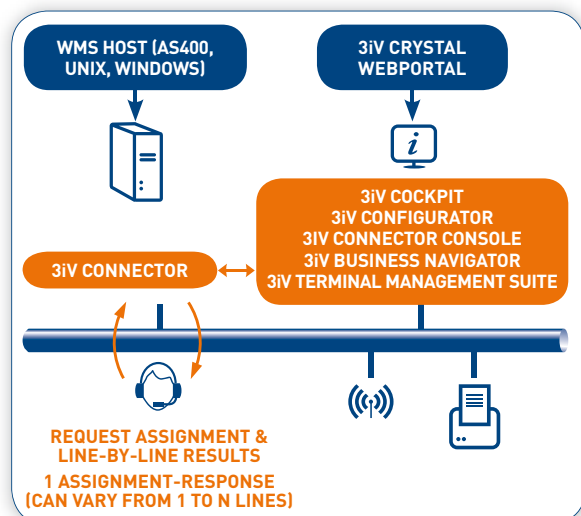 WMS HOST (AS400,
UNIX, WINDOWS)
3iV CRYSTAL
WEBPORTAL
i
3iV COCKPIT
3iV CONFIGURATOR
3IV CONNECTOR CONSOLE
3iV BUSINESS NAVIGATOR
3iV TERMINAL MANAGEMENT SUITE
3iV CONNECTOR
REQUEST ASSIGNMENT &
LINE-BY-LINE RESULTS
1 ASSIGNMENT-RESPONSE
(CAN VARY FROM 1 TO N LINES)